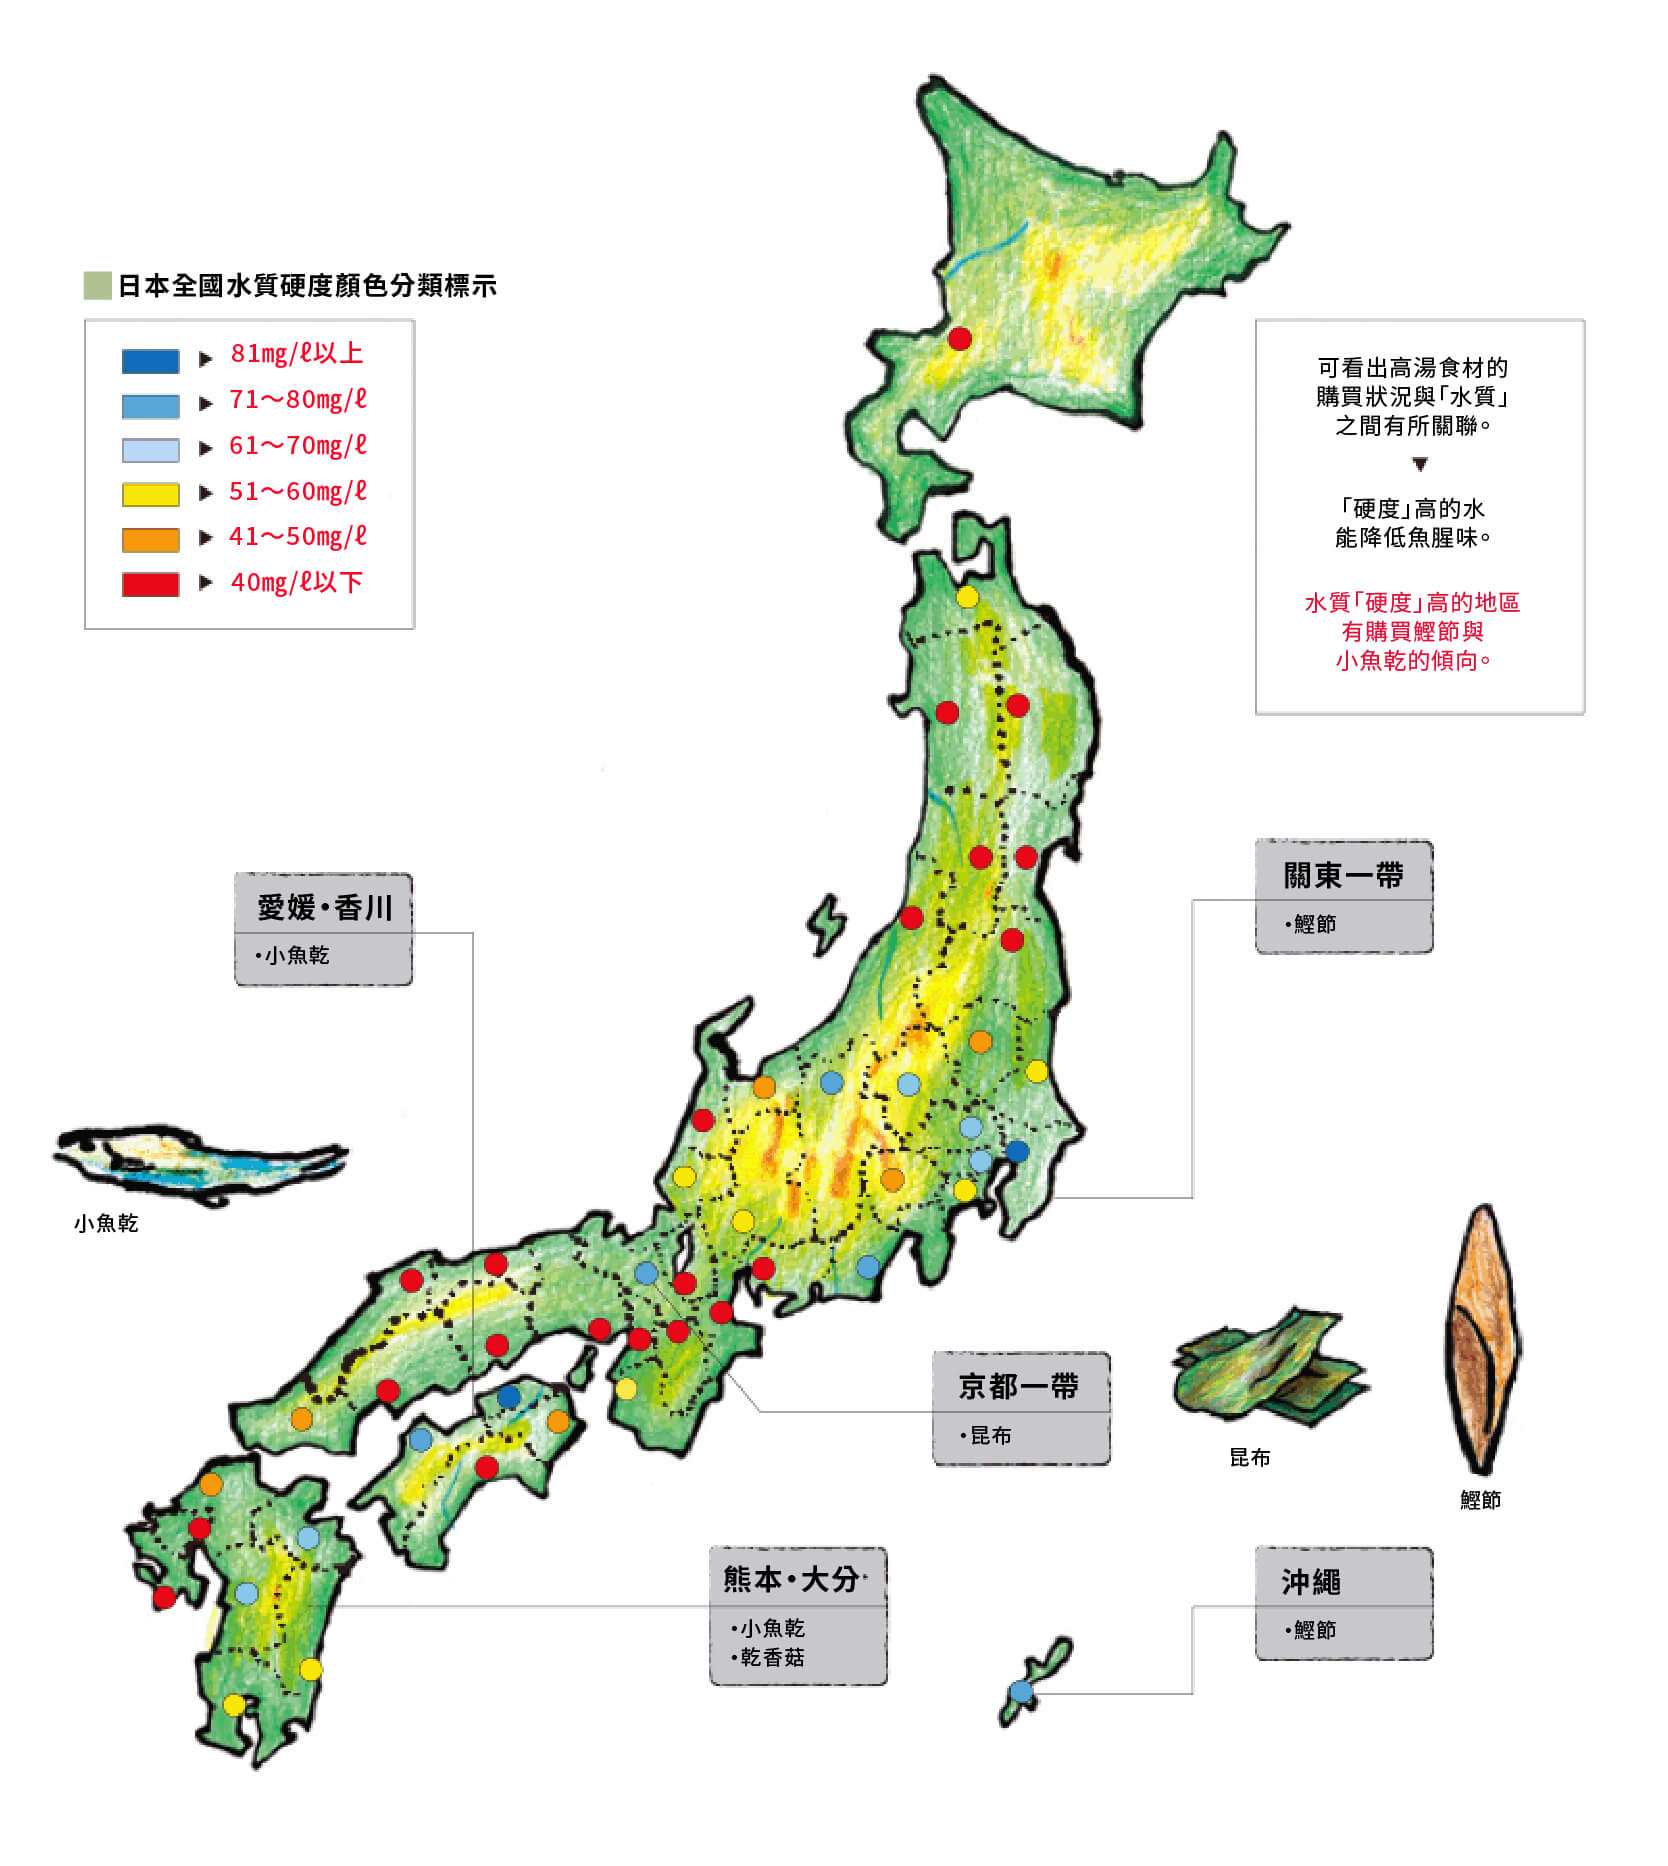 日本全國水質硬度顏色分類標示
81㎎/ℓ以上
71～80㎎/ℓ
61～70㎎/ℓ
51～60㎎/ℓ
41～50㎎/ℓ
40㎎/ℓ以下
可看出高湯食材的
購買狀況與「水質」
之間有所關聯。
「硬度」高的水
能降低魚腥味。
水質「硬度」高的地區
有購買鰹節與
小魚乾的傾向。
愛媛・香川
・小魚乾
關東一帶
・鰹節
小魚乾
京都一帶
・昆布
昆布
鰹節
熊本・大分
・小魚乾
・乾香菇
沖繩
・鰹節